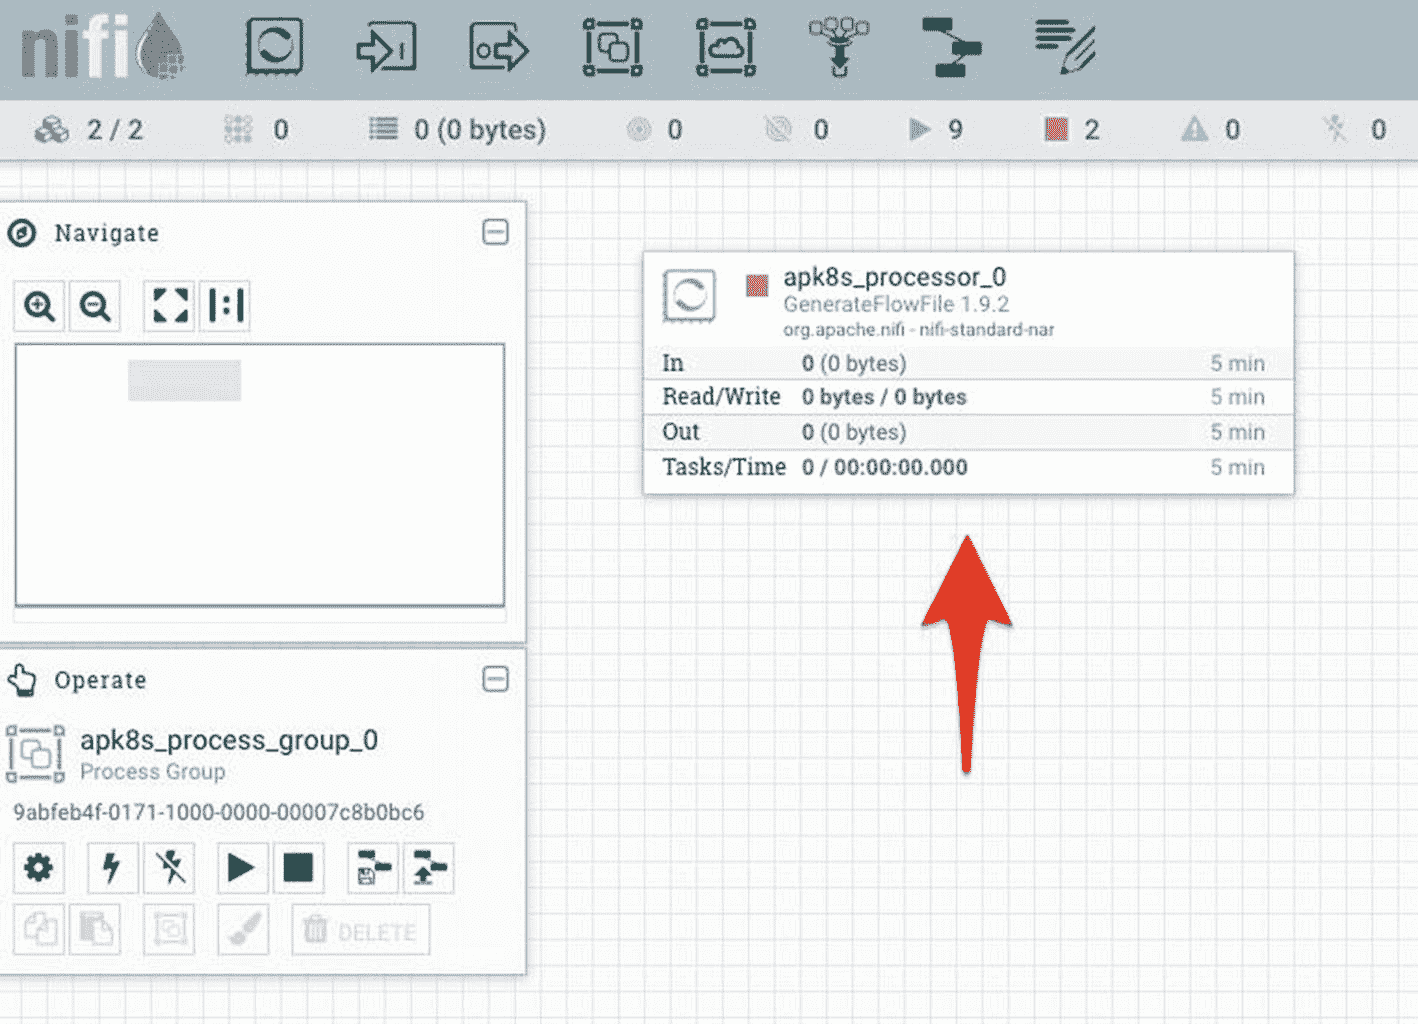 nifi
2 / 2 0 0 (0 bytes) 0 0 9 2 0 0
Navigate
apk8s_processor_0
GenerateFlowFile 1.9.2
org.apache.nifi - nifi-standard-nar
In 0 (0 bytes) 5 min
Read/Write 0 bytes / 0 bytes 5 min
Out 0 (0 bytes) 5 min
Tasks/Time 0 / 00:00:00.000 5 min
Operate
apk8s_process_group_0
Process Group
9abfeb4f-0171-1000-0000-00007c8b0bc6
DELETE